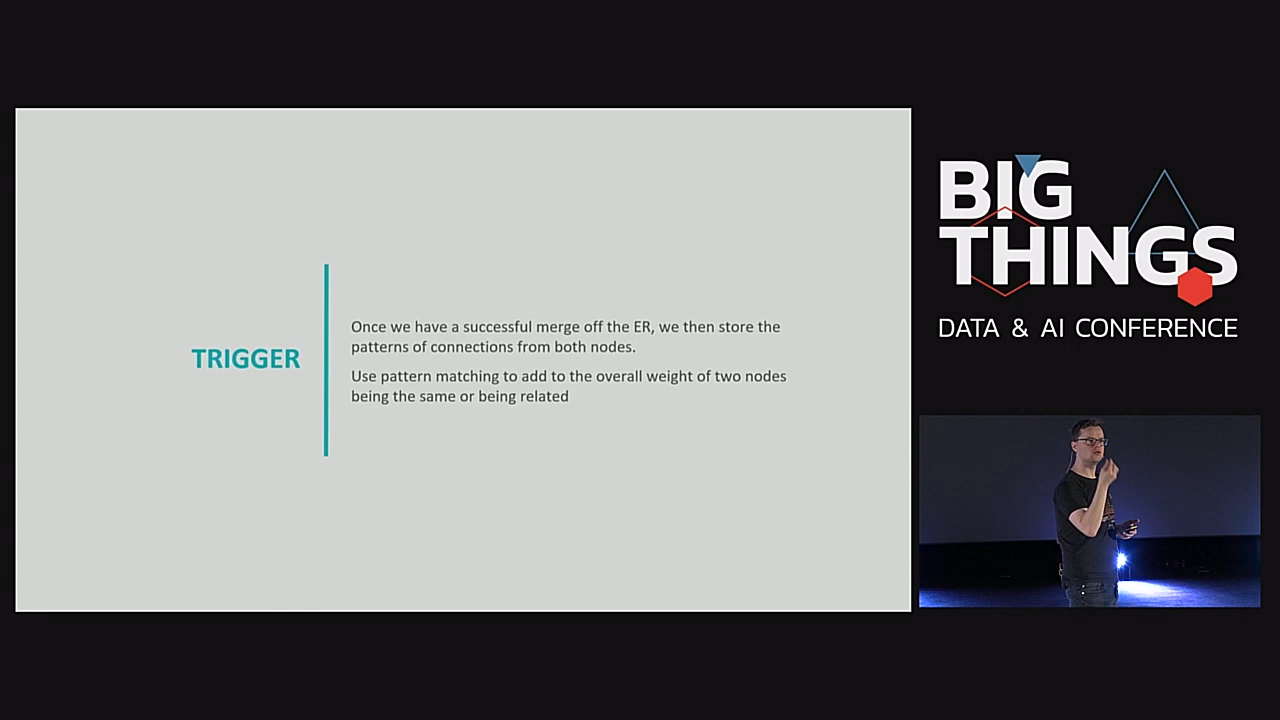 TRIGGER
Once we have a successful merge off the ER, we then store the
patterns of connections from both nodes.
Use pattern matching to add to the overall weight of two nodes
being the same or being related
BIG
THINGS
DATA & AI CONFERENCE